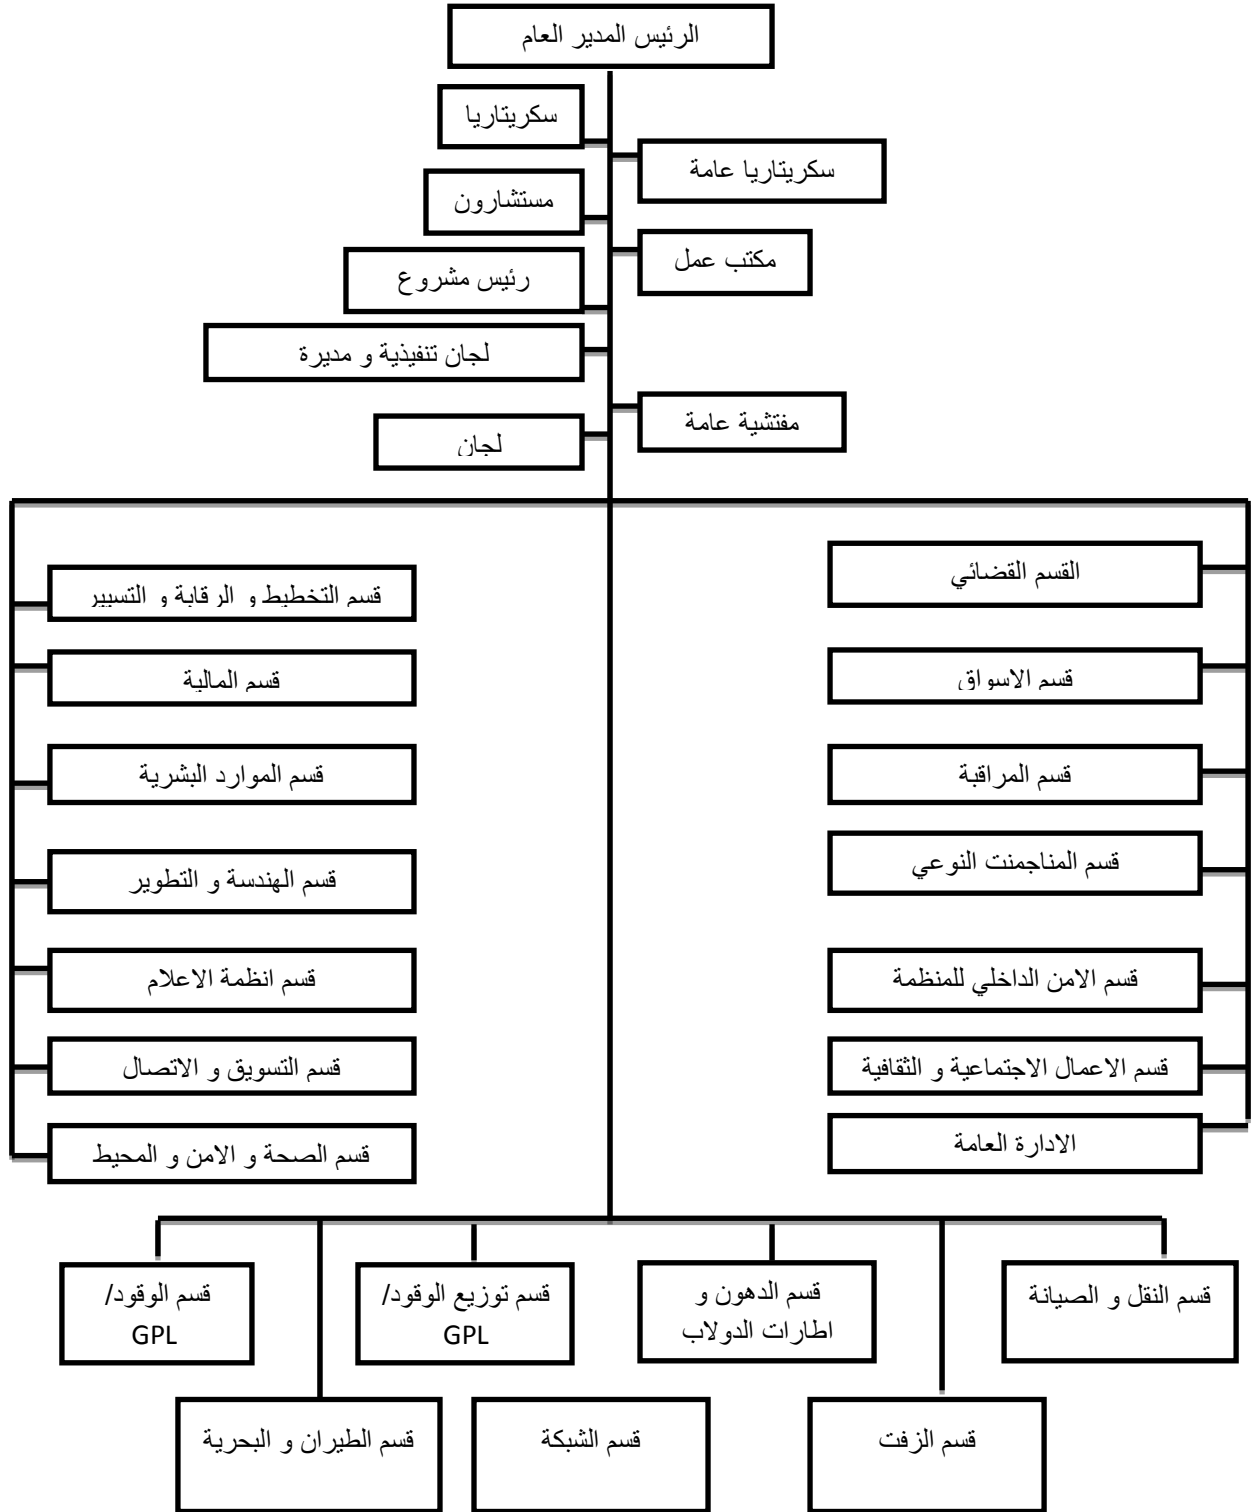 الرئيس المدير العام
سكريتاريا
سكريتاريا عامة
مستشارون
مكتب عمل
رئيس مشروع
لجان تنفيذية و مديرة
مفتشية عامة
لجان
القسم القضائي
قسم التخطيط و الرقابة و التسيير
قسم الاسواق
قسم المالية
قسم المراقبة
قسم الموارد البشرية
قسم المناجمنت النوعي
قسم الهندسة و التطوير
قسم الامن الداخلي للمنظمة
قسم انظمة الاعلام
قسم الاعمال الاجتماعية و الثقافية
قسم التسويق و الاتصال
الادارة العامة
قسم الصحة و الامن و المحيط
قسم النقل و الصيانة
قسم الدهون و
اطارات الدولاب
قسم توزيع الوقود/
GPL
قسم الوقود/
GPL
قسم الزفت
قسم الشبكة
قسم الطيران و البحرية